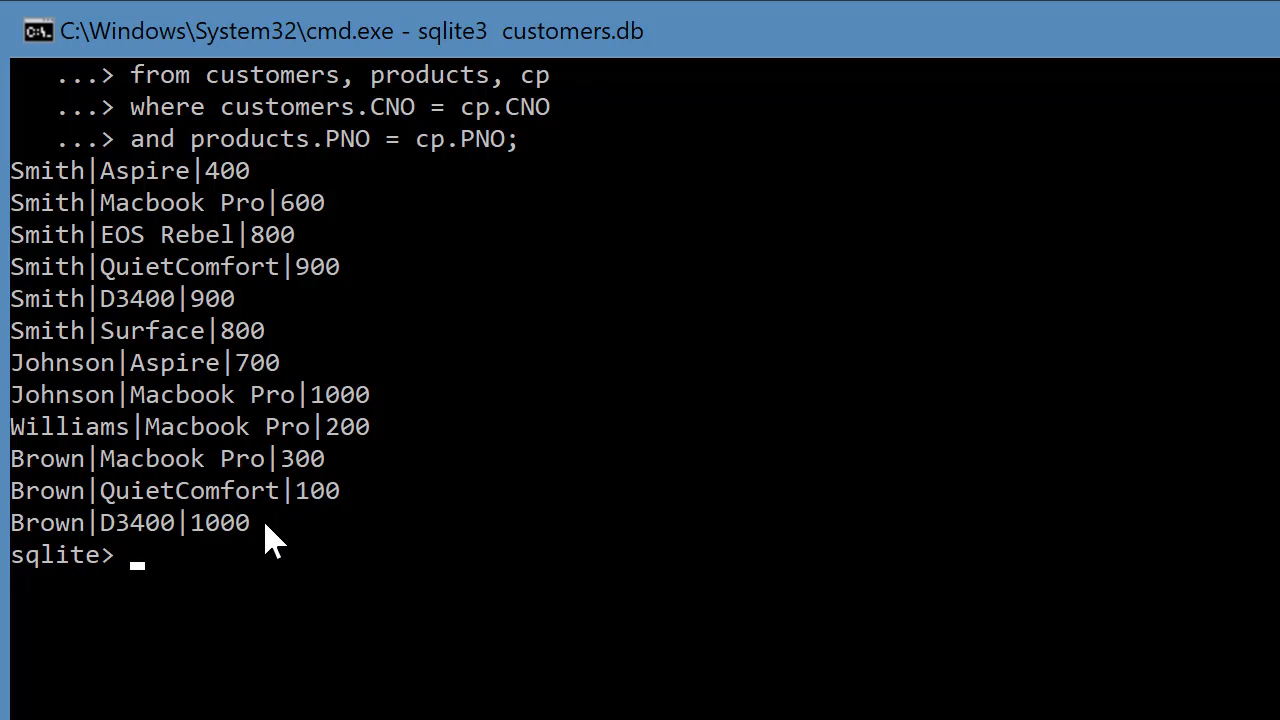 C:\Windows\System32\cmd.exe - sqlite3  customers.db
...> from customers, products, cp
...> where customers.CNO = cp.CNO
...> and products.PNO = cp.PNO;
Smith|Aspire|400
Smith|Macbook Pro|600
Smith|EOS Rebel|800
Smith|QuietComfort|900
Smith|D3400|900
Smith|Surface|800
Johnson|Aspire|700
Johnson|Macbook Pro|1000
Williams|Macbook Pro|200
Brown|Macbook Pro|300
Brown|QuietComfort|100
Brown|D3400|1000
sqlite>